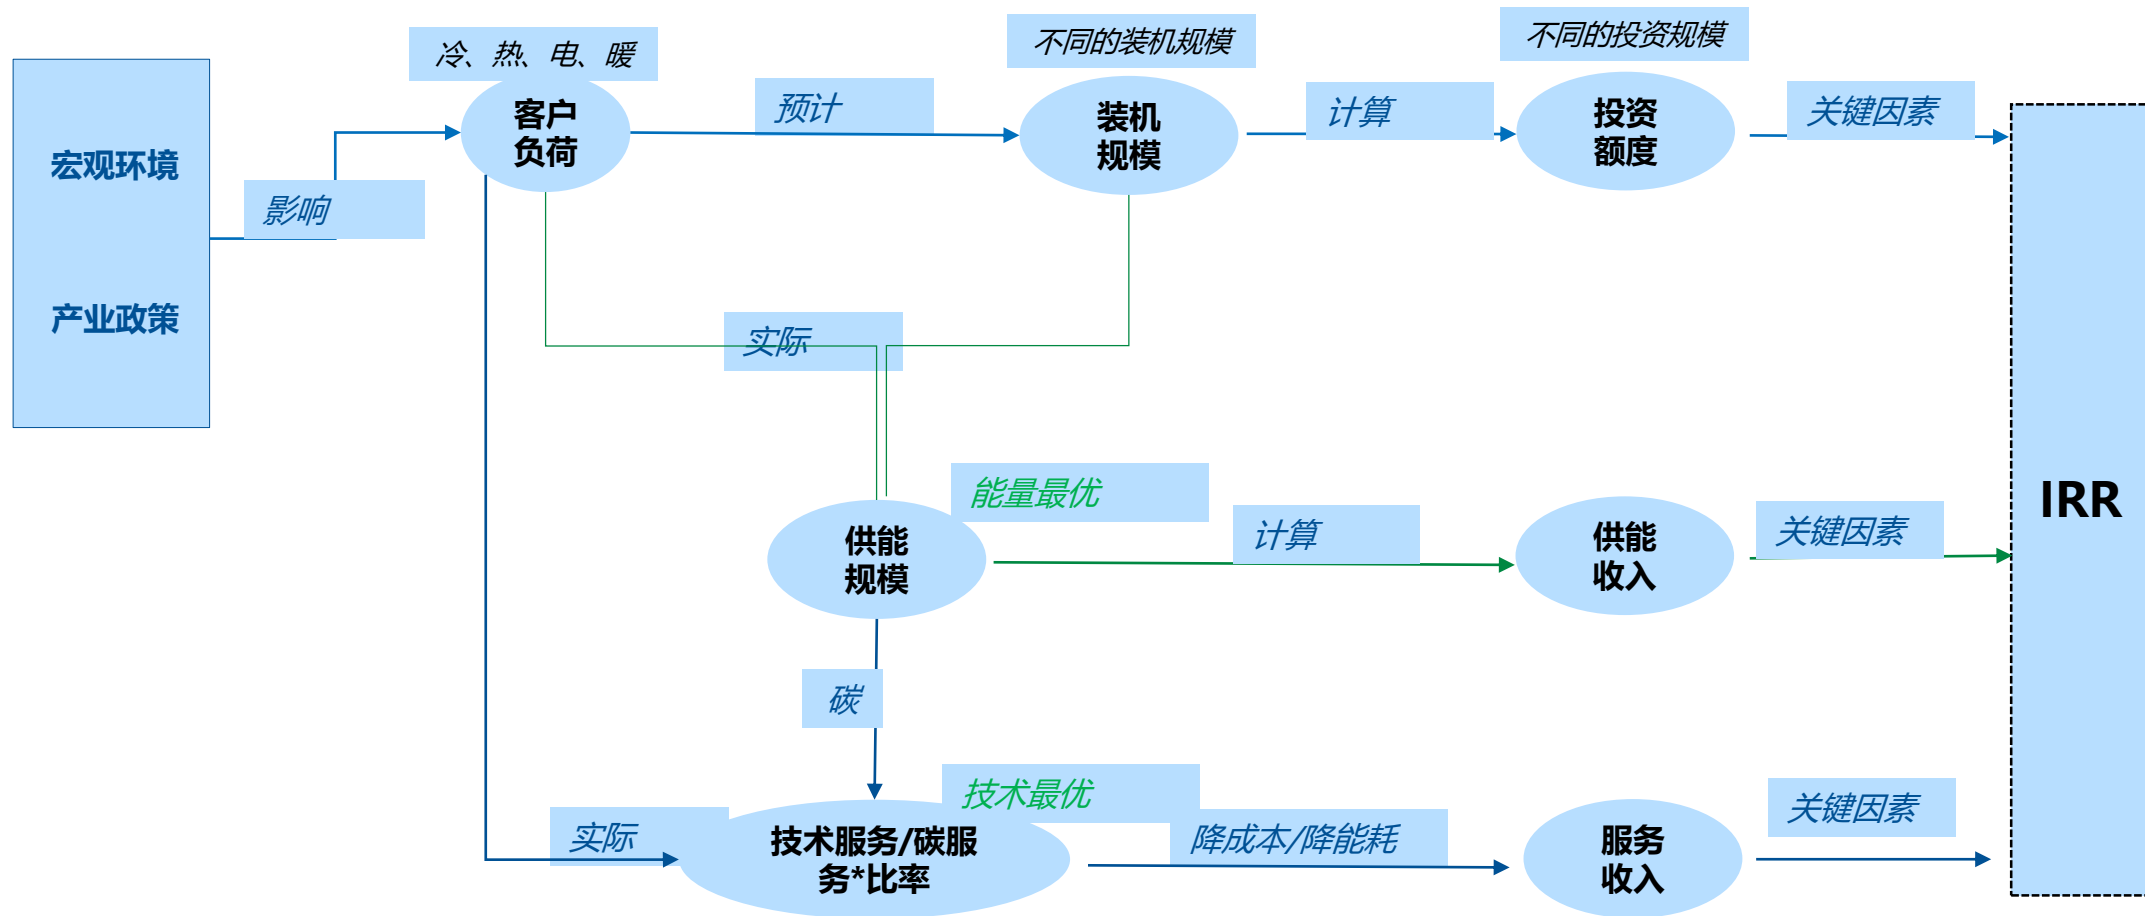 冷、热、电、暖
不同的装机规模
不同的投资规模
客户
负荷
预计
装机
规模
计算
投资
额度
关键因素
宏观环境
影响
产业政策
实际
能量最优
供能
规模
计算
供能
收入
关键因素
IRR
碳
技术最优
实际
技术服务/碳服
务*比率
降成本/降能耗
服务
收入
关键因素